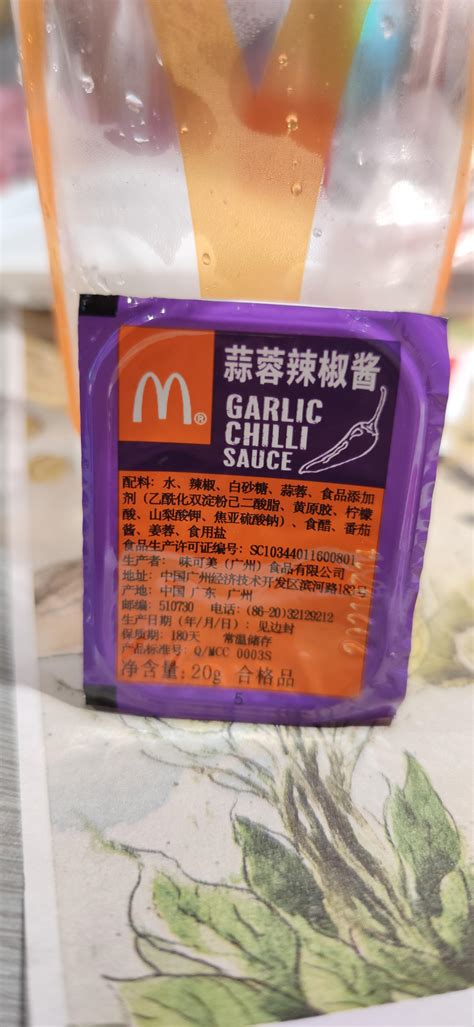 蒜蓉辣椒酱
GARLIC
CHILLI
SAUCE
M®
配料: 水、辣椒、白砂糖、蒜蓉、食品添加
剂 (乙酰化双淀粉己二酸脂、黄原胶、柠檬
酸、山梨酸钾、焦亚硫酸钠) 、食醋、番茄
酱、姜蓉、食用盐
食品生产许可证编号: SC10344011600801
生产者: 味可美 (广州) 食品有限公司
地址: 中国广州经济技术开发区滨河路18号
产地: 中国 广东 广州
邮编: 510730 电话: (86-20)32129212
生产日期 (年/月/日) : 见边封
保质期: 180天 常温储存
产品标准号: Q/MCC 0003S
净含量: 20g 合格品
5